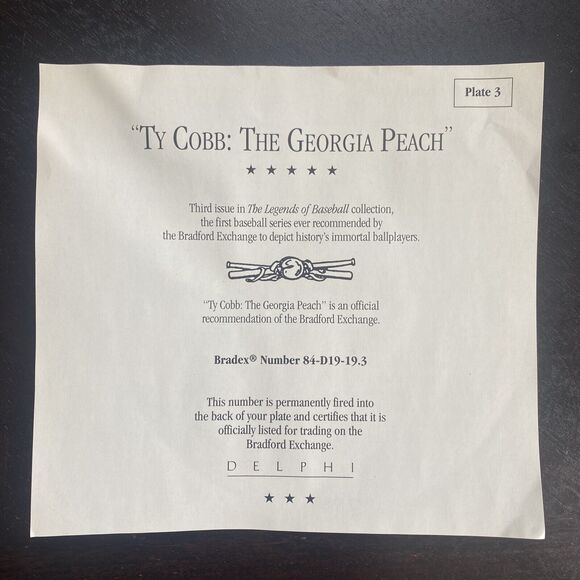 Plate 3
“TY COBB: THE GEORGIA PEACH”
★ ★ ★ ★ ★
Third issue in The Legends of Baseball collection,
the first baseball series ever recommended by
the Bradford Exchange to depict history's immortal ballplayers.
“Ty Cobb: The Georgia Peach” is an official
recommendation of the Bradford Exchange.
Bradex® Number 84-D19-19.3
This number is permanently fired into
the back of your plate and certifies that it is
officially listed for trading on the
Bradford Exchange.
DELPHI
★ ★ ★